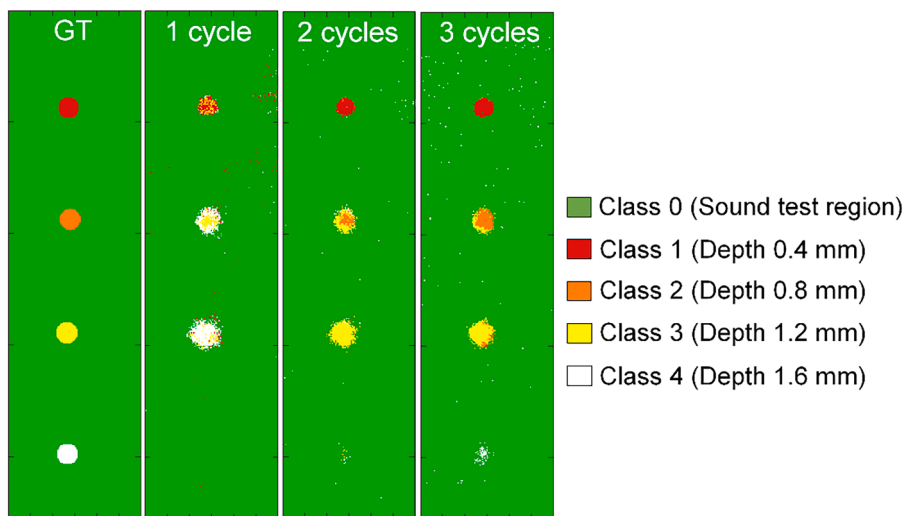 GT
1 cycle
2 cycles
3 cycles
Class 0 (Sound test region)
Class 1 (Depth 0.4 mm)
Class 2 (Depth 0.8 mm)
Class 3 (Depth 1.2 mm)
Class 4 (Depth 1.6 mm)